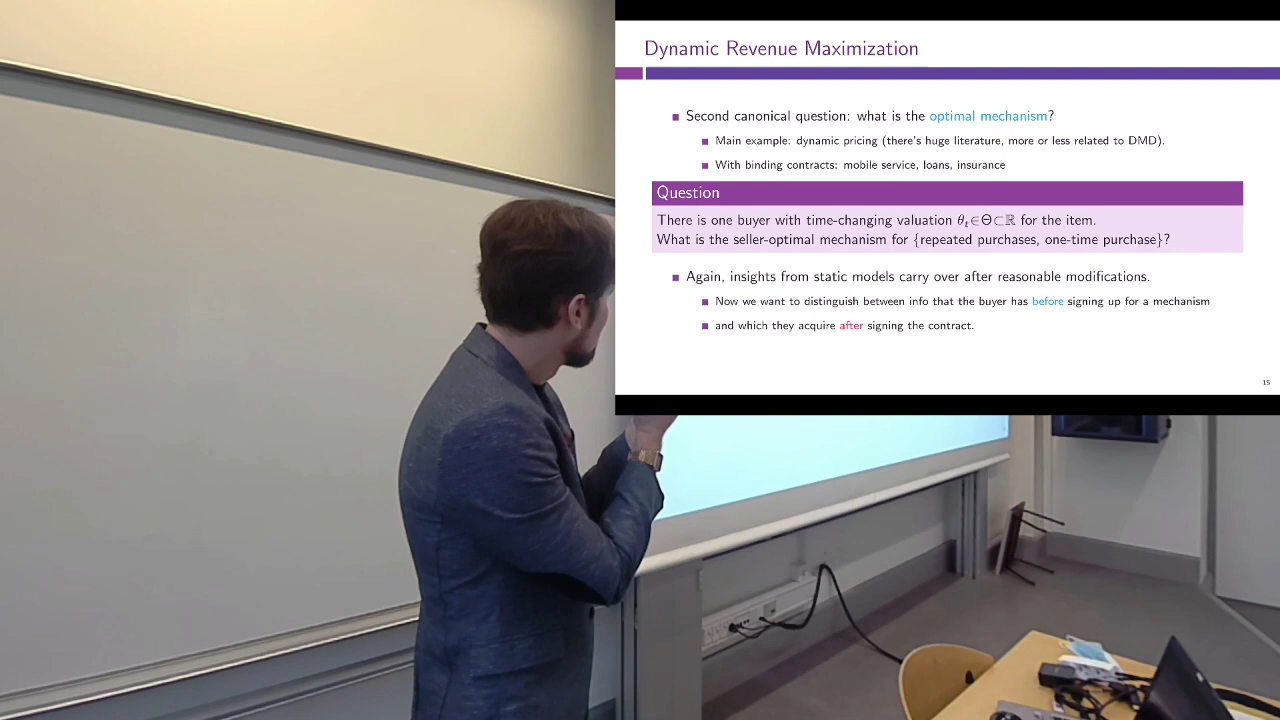 Dynamic Revenue Maximization
Second canonical question: what is the optimal mechanism?
Main example: dynamic pricing (there's huge literature, more or less related to DMD).
With binding contracts: mobile service, loans, insurance
Question
There is one buyer with time-changing valuation θ_t∈Θ⊂ℝ for the item.
What is the seller-optimal mechanism for {repeated purchases, one-time purchase}?
Again, insights from static models carry over after reasonable modifications.
Now we want to distinguish between info that the buyer has before signing up for a mechanism
and which they acquire after signing the contract.
15